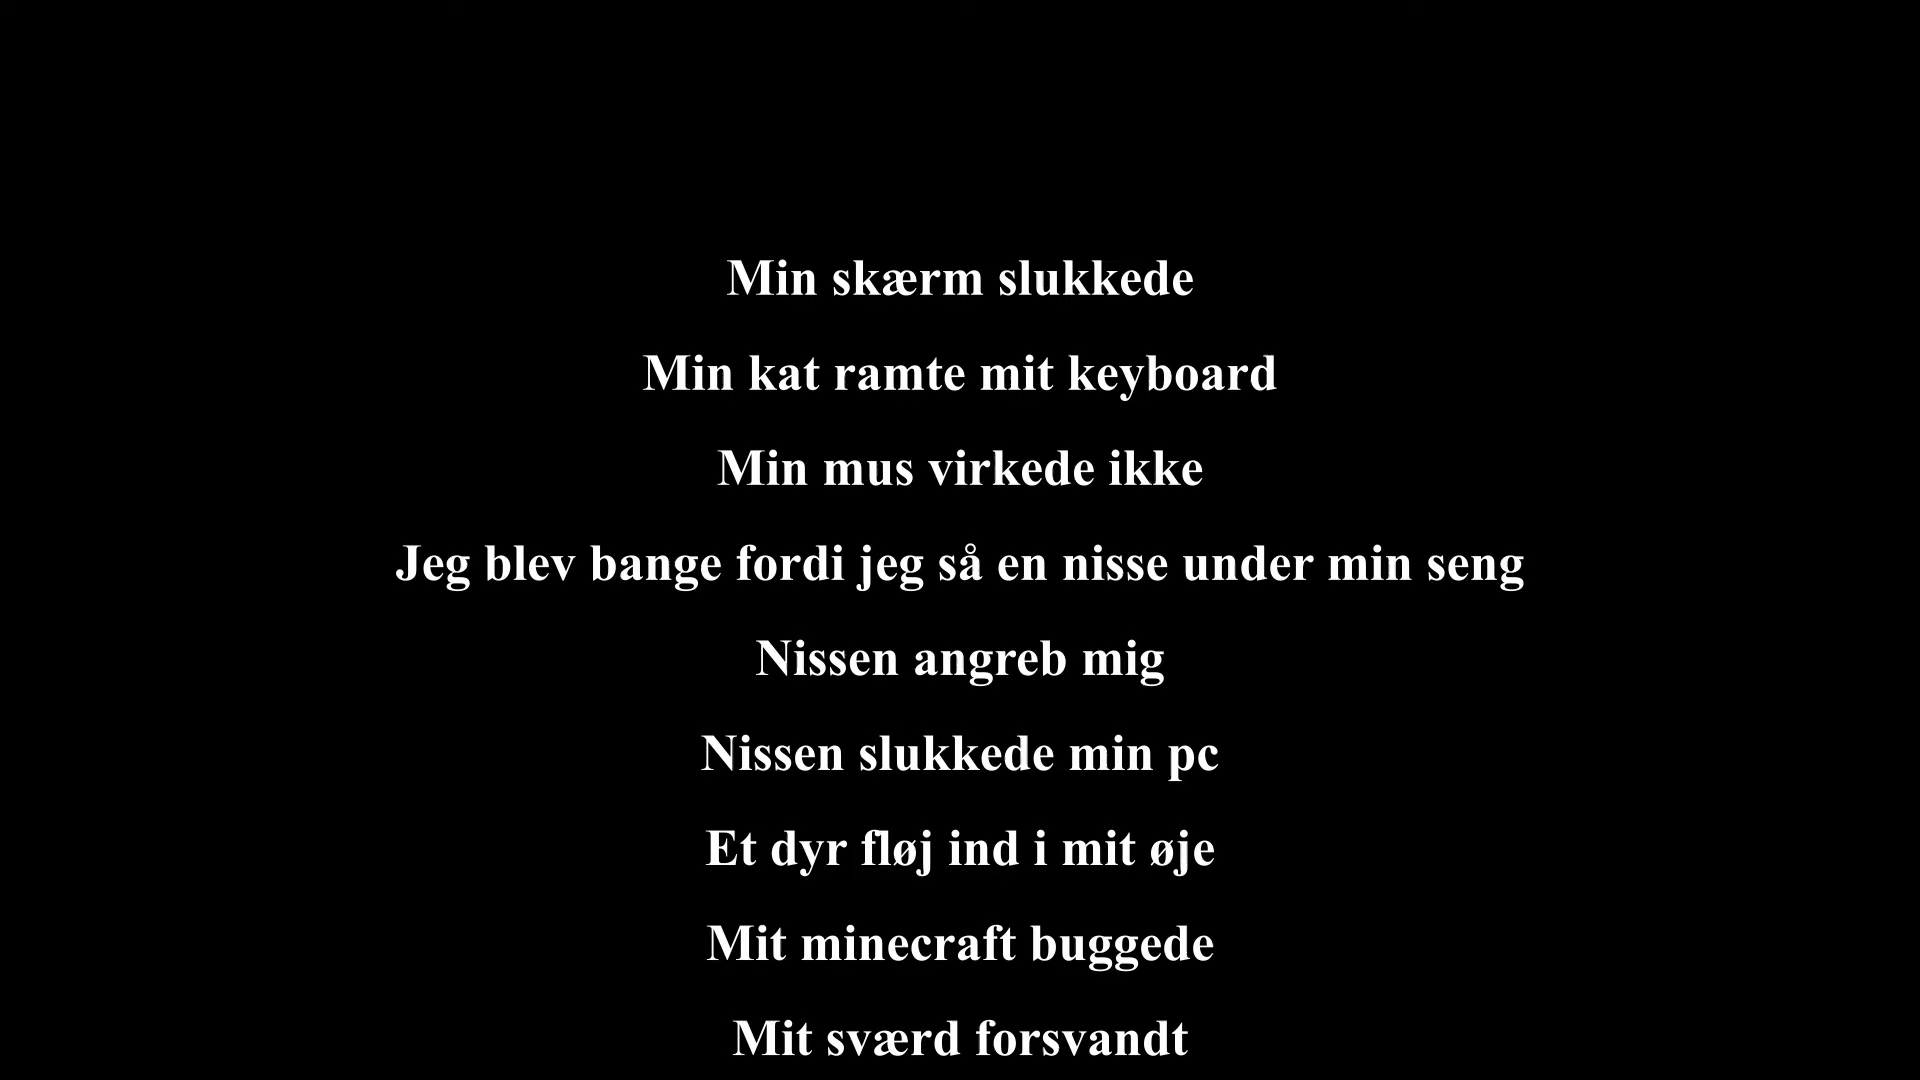 Min skærm slukkede
Min kat ramte mit keyboard
Min mus virkede ikke
Jeg blev bange fordi jeg så en nisse under min seng
Nissen angreb mig
Nissen slukkede min pc
Et dyr fløj ind i mit øje
Mit minecraft buggede
Mit sværd forsvandt